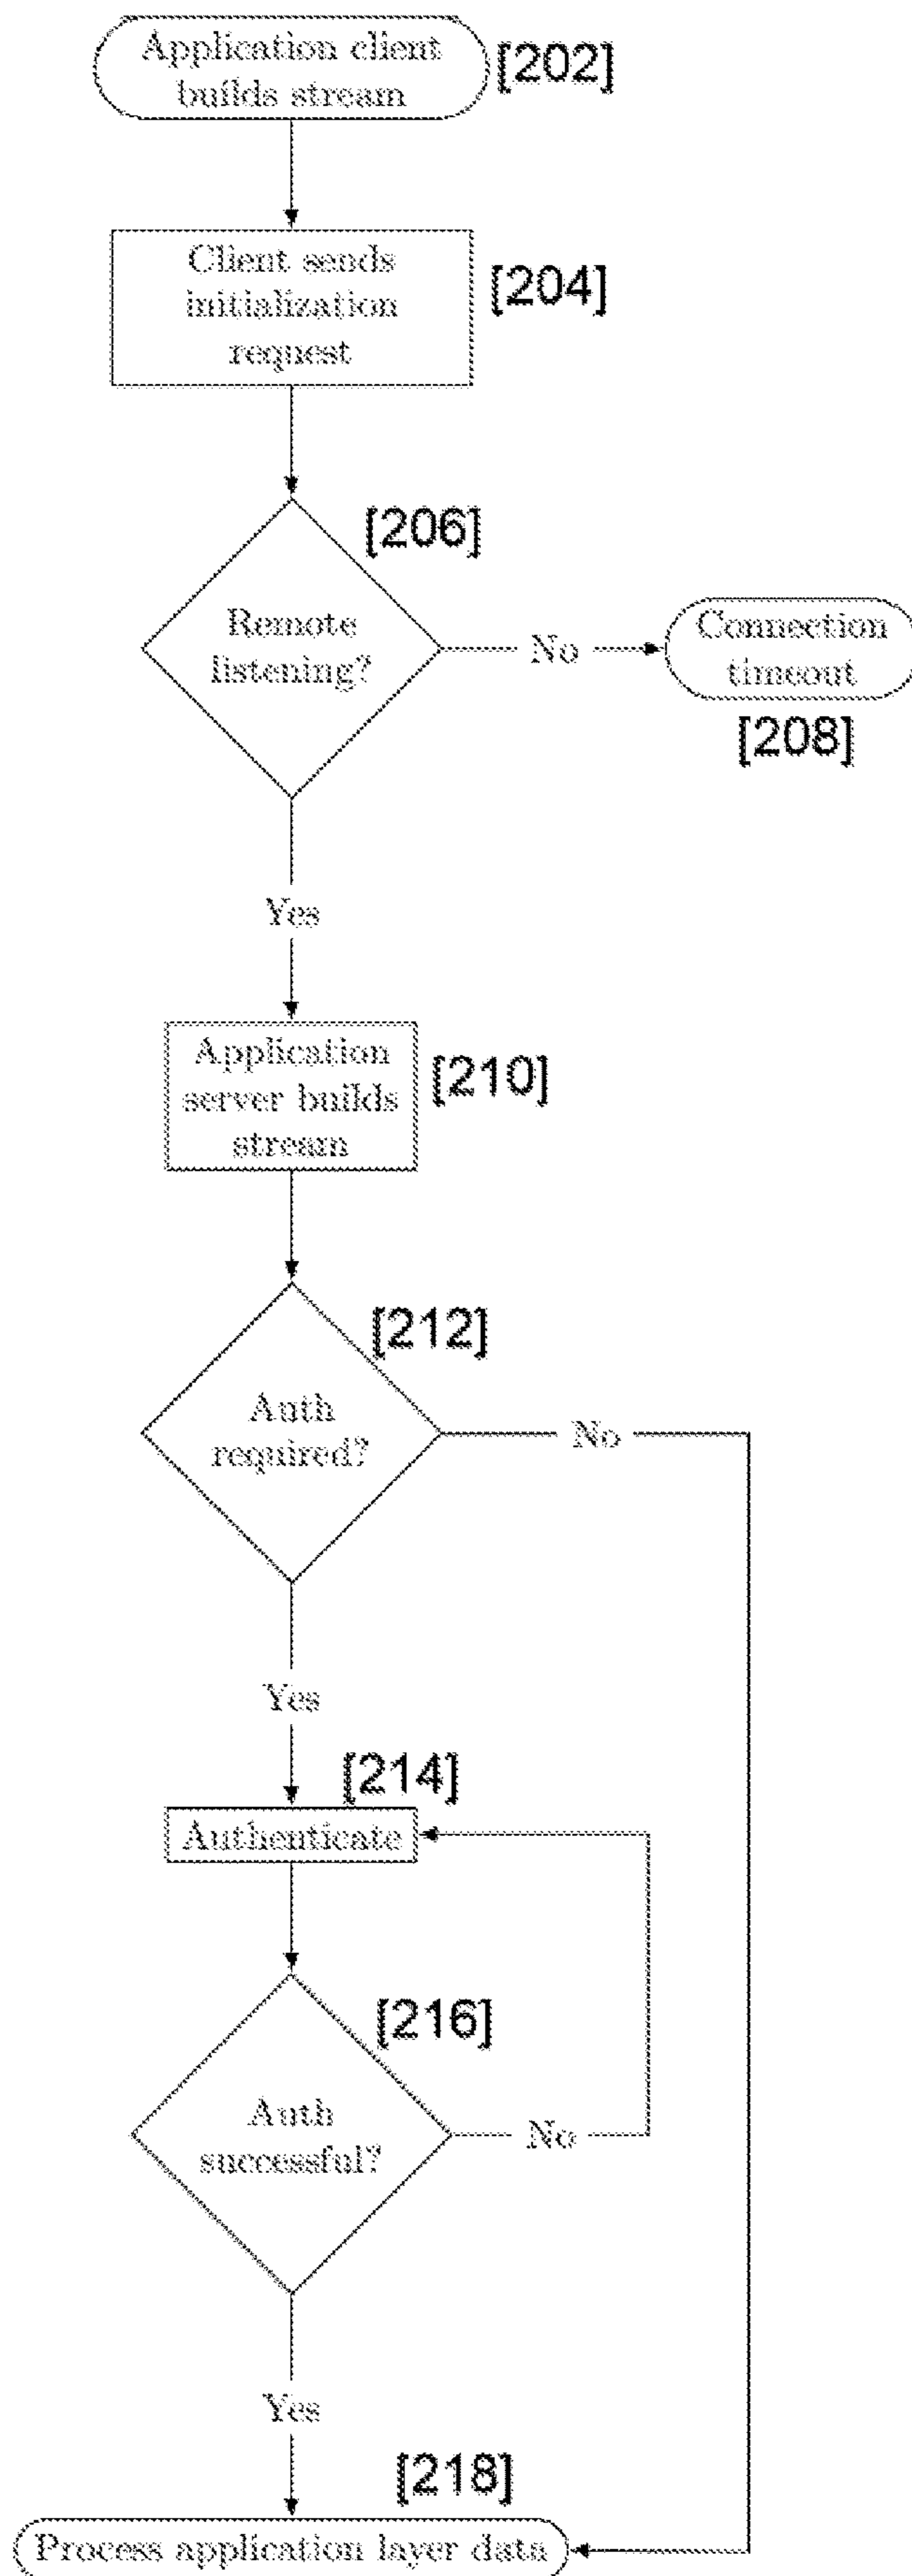 Application client
builds stream
[202]
Client sends
initialization
request
[204]
[206]
Remote
listening?
No
Connection
timeout
[208]
Yes
Application
server builds
stream
[210]
[212]
Auth
required?
No
Yes
[214]
Authenticate
[216]
Auth
successful?
No
Yes
[218]
Process application layer data